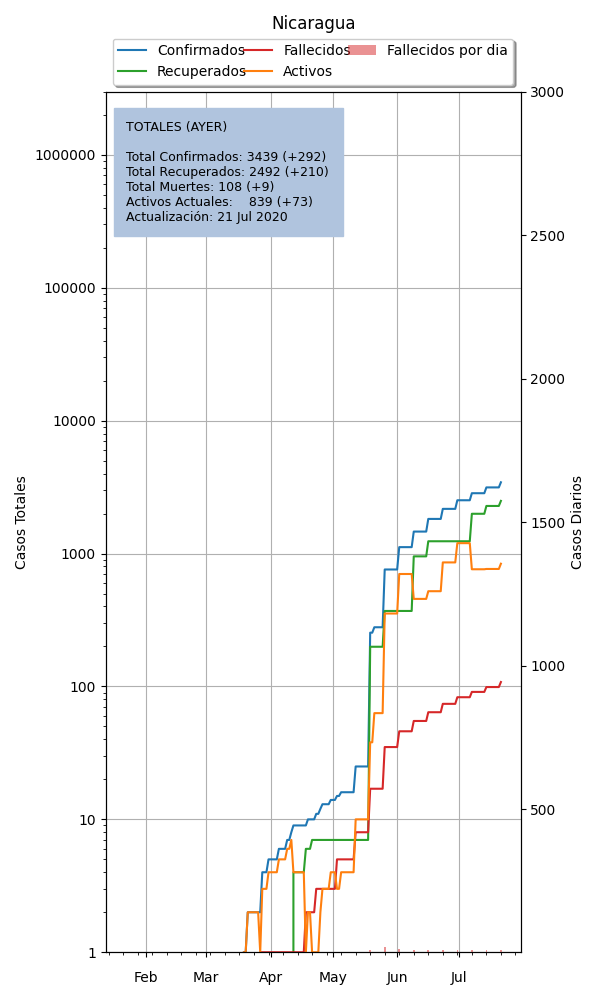 Nicaragua
Confirmados Fallecidos Fallecidos por dia
Recuperados Activos
TOTALES (AYER)
Total Confirmados: 3439 (+292)
Total Recuperados: 2492 (+210)
Total Muertes: 108 (+9)
Activos Actuales: 839 (+73)
Actualización: 21 Jul 2020
Casos Totales
1000000
100000
10000
1000
100
10
1
3000
2500
2000
1500
1000
500
Casos Diarios
Feb Mar Apr May Jun Jul